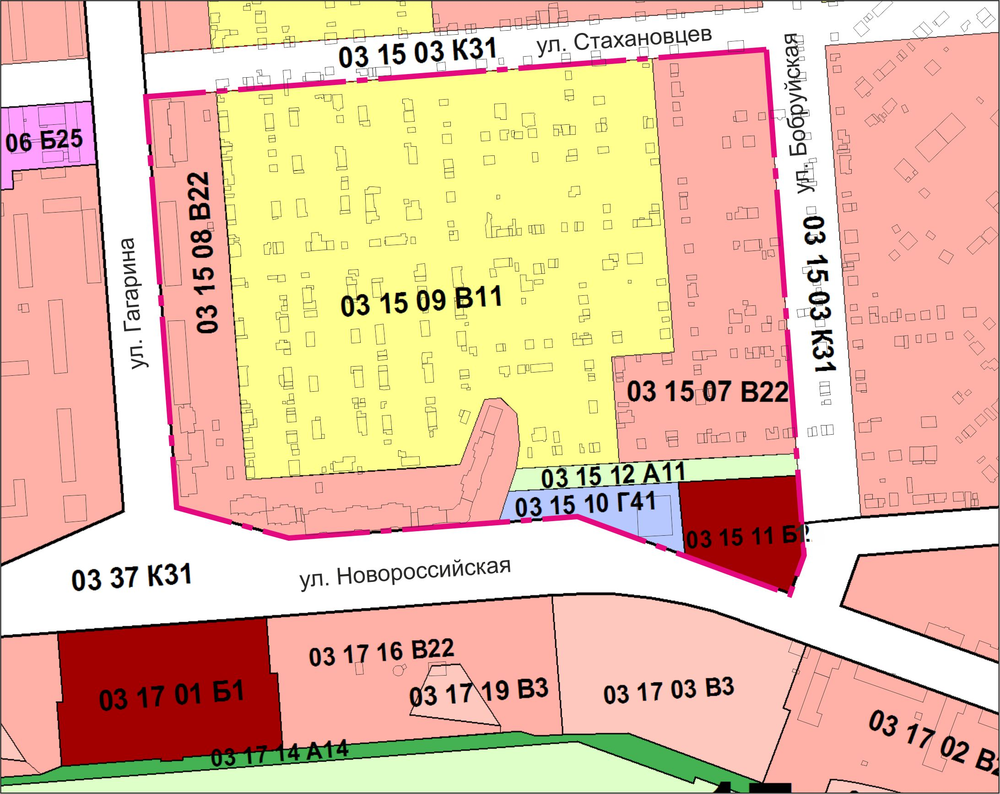 ул. Стахановцев
03 15 03 К31
ул. Бобруйская
06 Б25
03 15 08 В22
03 15 03 К31
ул. Гагарина
03 15 09 В11
03 15 07 В22
03 15 12 А11
03 15 10 Г41
03 15 11 Б1
03 37 К31
ул. Новороссийская
03 17 16 В22
03 17 19 В3
03 17 03 В3
03 17 01 Б1
03 17 02 В2
03 17 14 А14